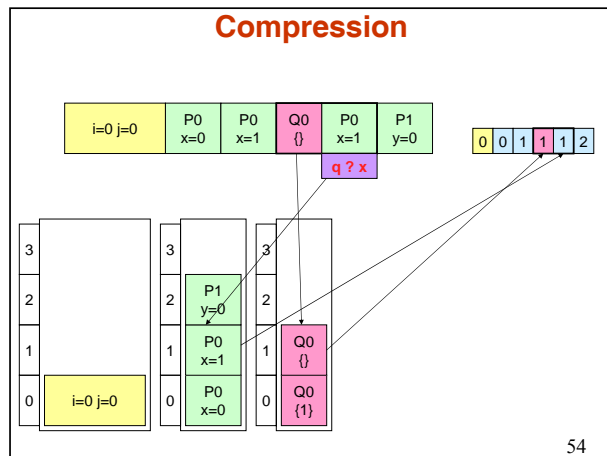 Compression
i=0 j=0
P0
x=0
P0
x=1
Q0
{}
P0
x=1
P1
y=0
q ? x
0 0 1 1 1 2
3
2
1
0
i=0 j=0
3
2
1
0
P1
y=0
P0
x=1
P0
x=0
3
2
1
0
Q0
{}
Q0
{1}
54